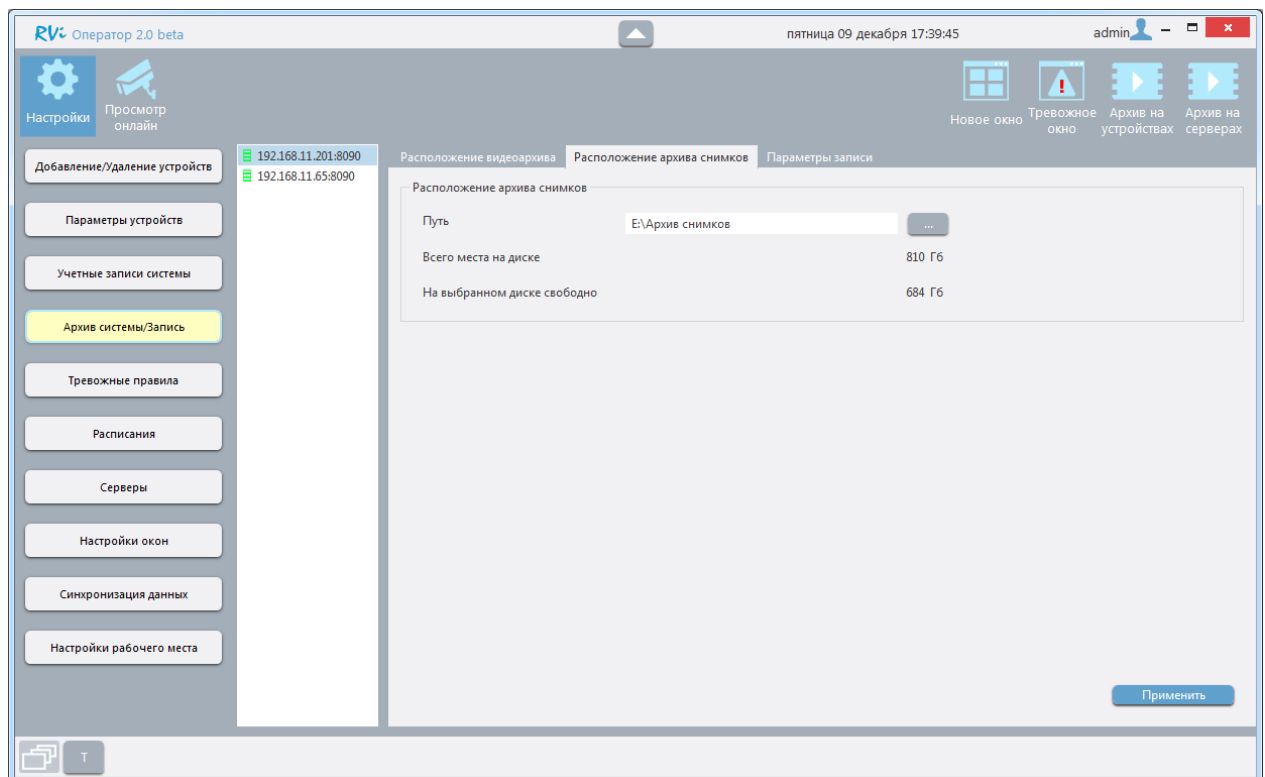 RVi Оператор 2.0 beta
пятница 09 декабря 17:39:45
admin
Настройки
Просмотр онлайн
Новое окно
Тревожное окно
Архив на устройствах
Архив на серверах
Добавление/Удаление устройств
Параметры устройств
Учетные записи системы
Архив системы/Запись
Тревожные правила
Расписания
Серверы
Настройки окон
Синхронизация данных
Настройки рабочего места
192.168.11.201:8090
192.168.11.65:8090
Расположение видеоархива
Расположение архива снимков
Параметры записи
Расположение архива снимков
Путь
E:\Архив снимков
...
Всего места на диске
810 Гб
На выбранном диске свободно
684 Гб
Применить
T